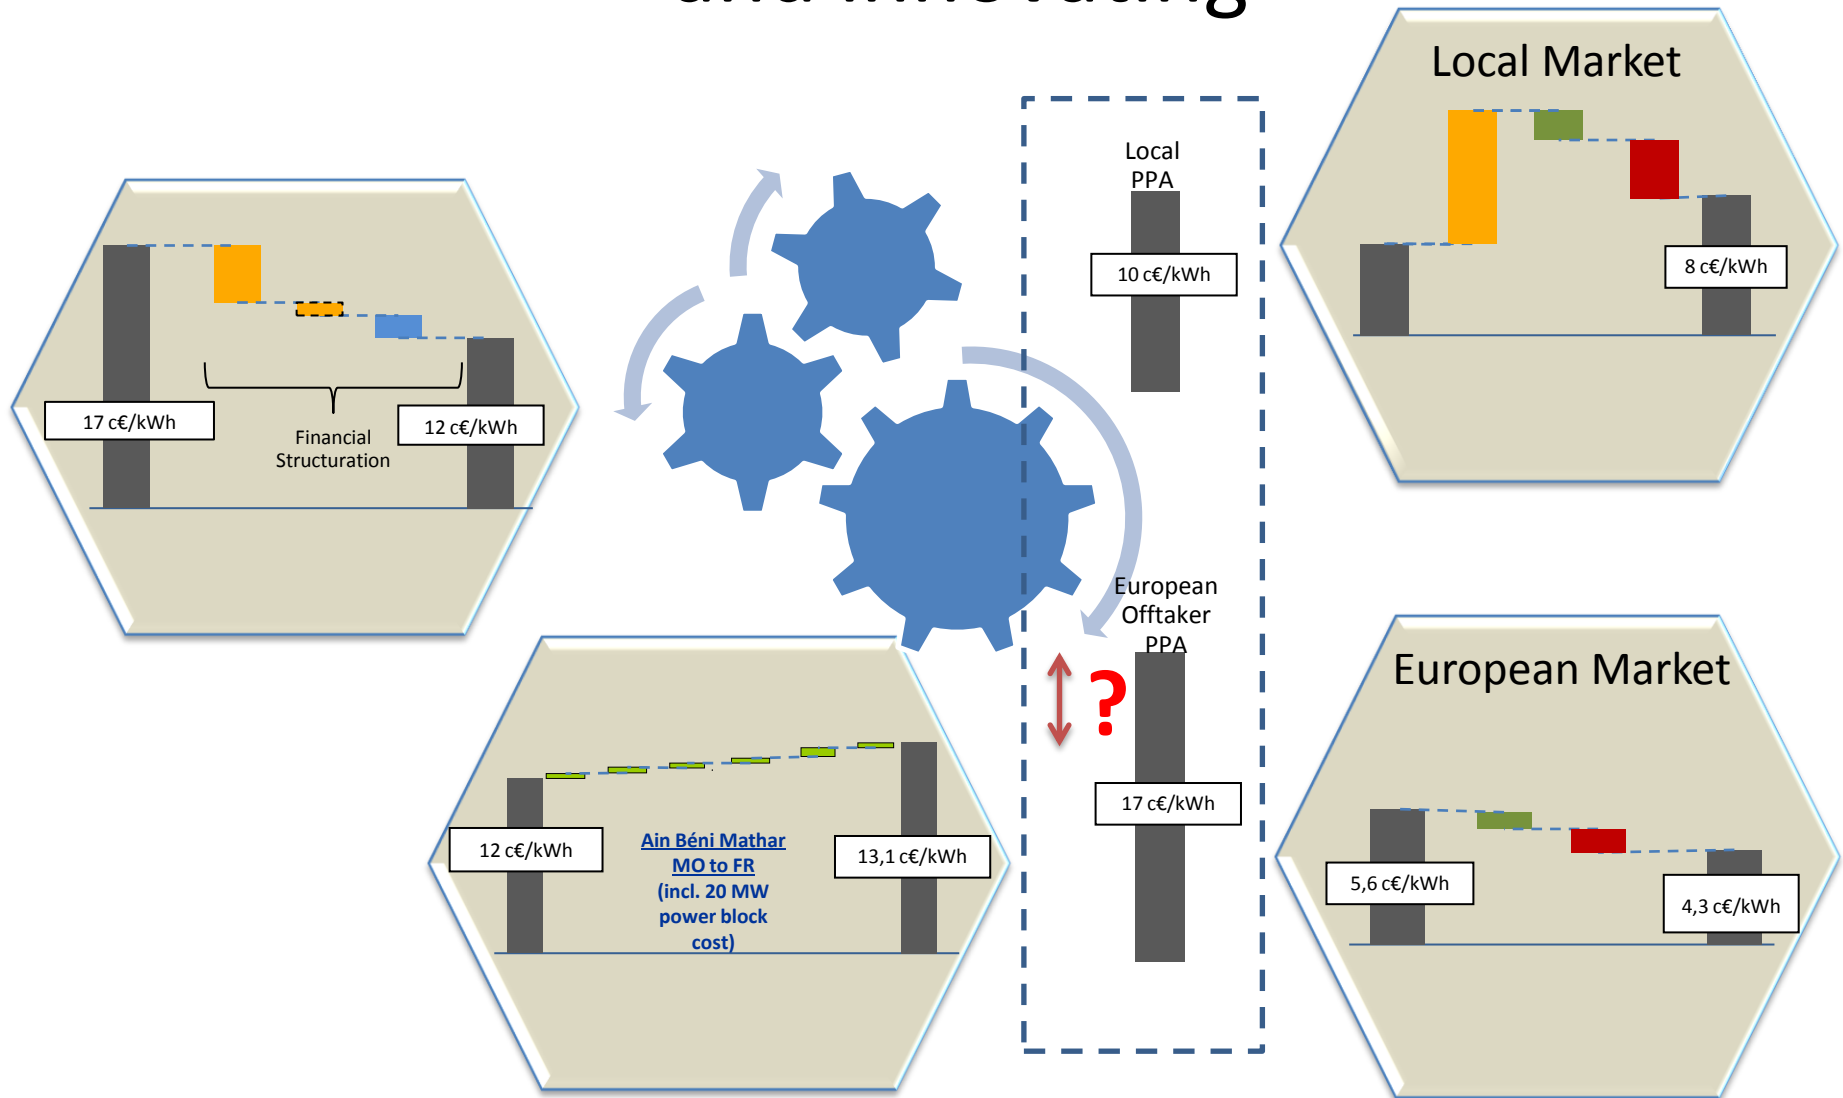 and innovating
Local Market
8 c€/kWh
Local
PPA
10 c€/kWh
17 c€/kWh
Financial
Structuration
12 c€/kWh
European
Offtaker
PPA
?
17 c€/kWh
12 c€/kWh
Ain Béni Mathar
MO to FR
(incl. 20 MW
power block
cost)
13,1 c€/kWh
European Market
5,6 c€/kWh
4,3 c€/kWh